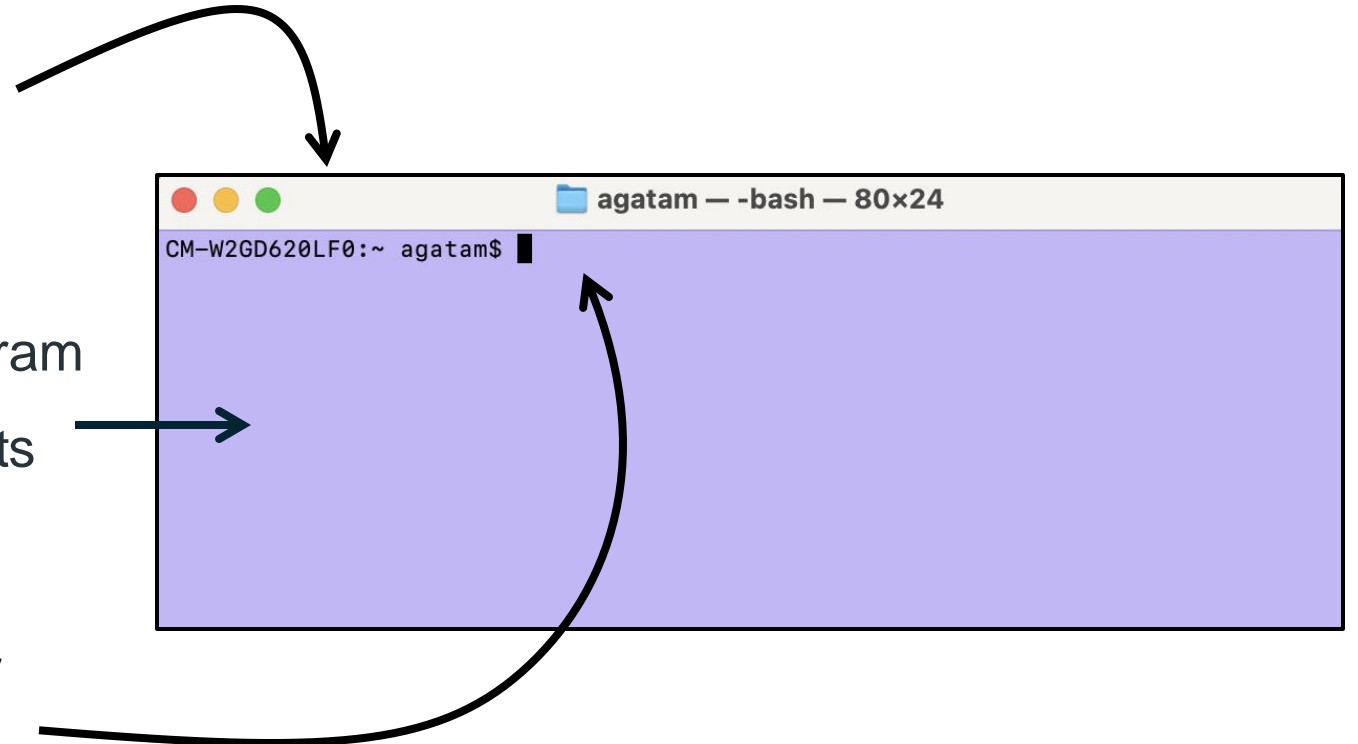 agatam — -bash — 80×24
CM-W2GD620LF0:~ agatam$
ram
ts